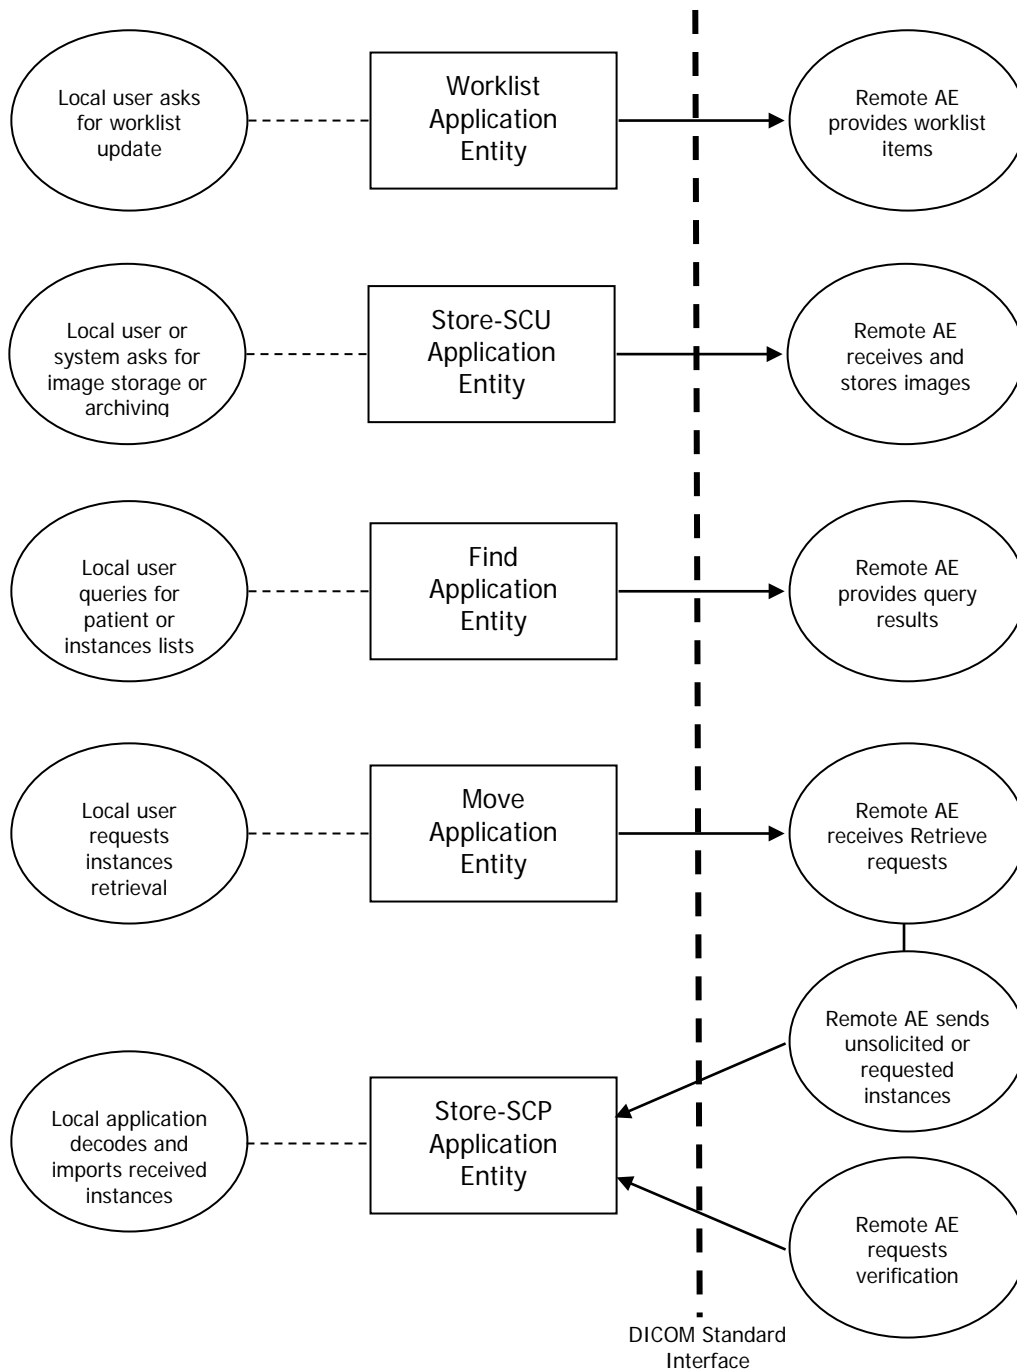 Local user asks
for worklist
update
Worklist
Application
Entity
Remote AE
provides worklist
items
Local user or
system asks for
image storage or
archiving
Store-SCU
Application
Entity
Remote AE
receives and
stores images
Local user
queries for
patient or
instances lists
Find
Application
Entity
Remote AE
provides query
results
Local user
requests
instances
retrieval
Move
Application
Entity
Remote AE
receives Retrieve
requests
Remote AE sends
unsolicited or
requested
instances
Local application
decodes and
imports received
instances
Store-SCP
Application
Entity
Remote AE
requests
verification
DICOM Standard
Interface